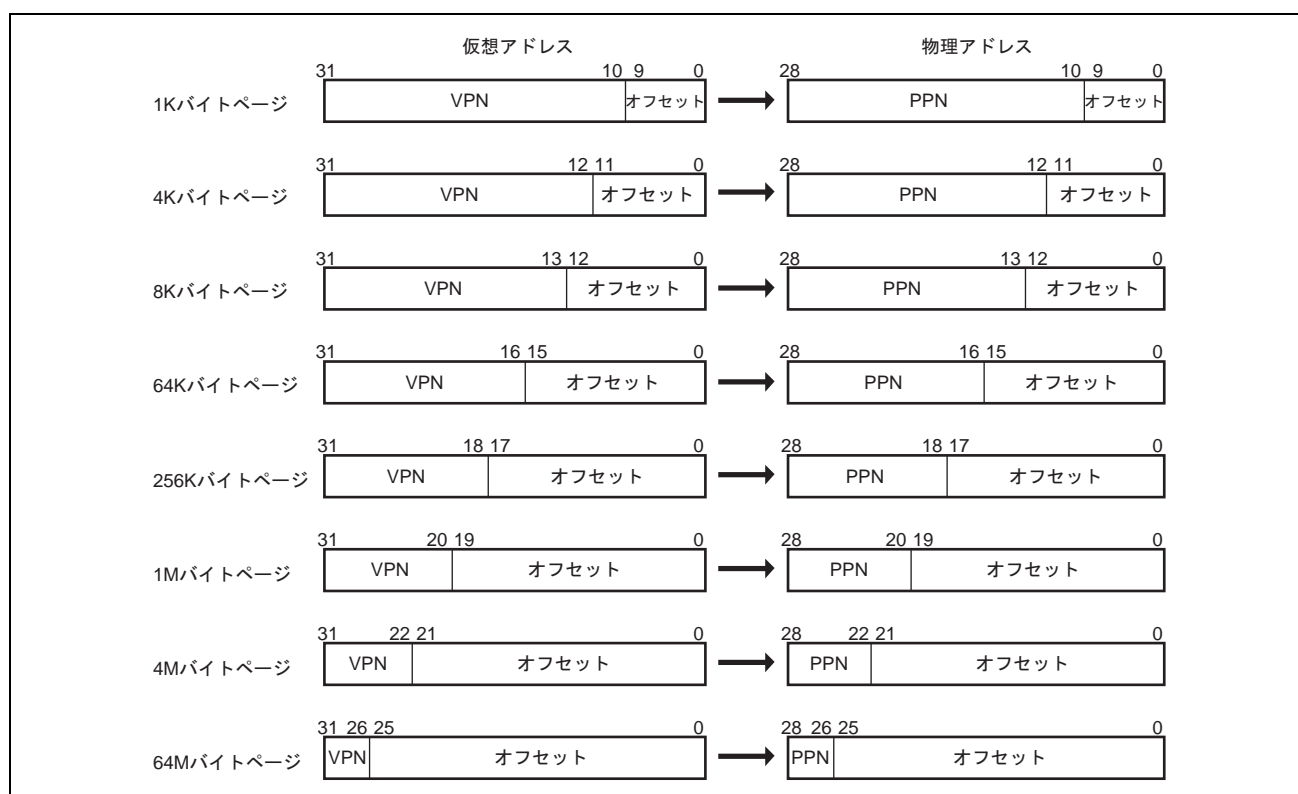 仮想アドレス 物理アドレス
31 10 9 0 28 10 9 0
1Kバイトページ VPN オフセット PPN オフセット
31 12 11 0 28 12 11 0
4Kバイトページ VPN オフセット PPN オフセット
31 13 12 0 28 13 12 0
8Kバイトページ VPN オフセット PPN オフセット
31 16 15 0 28 16 15 0
64Kバイトページ VPN オフセット PPN オフセット
31 18 17 0 28 18 17 0
256Kバイトページ VPN オフセット PPN オフセット
31 20 19 0 28 20 19 0
1Mバイトページ VPN オフセット PPN オフセット
31 22 21 0 28 22 21 0
4Mバイトページ VPN オフセット PPN オフセット
31 26 25 0 28 26 25 0
64Mバイトページ VPN オフセット PPN オフセット